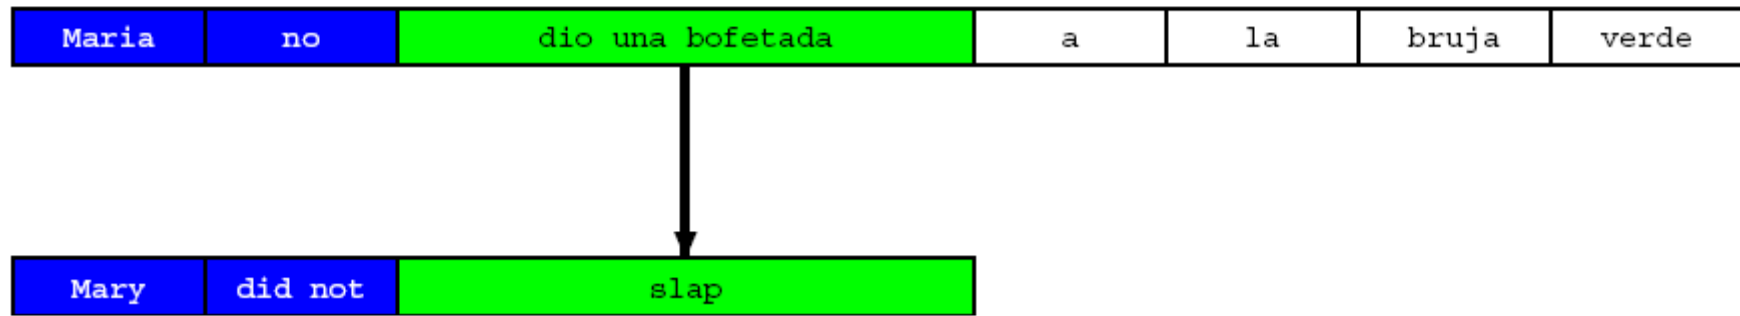 Maria no dio una bofetada a la bruja verde
Mary did not slap